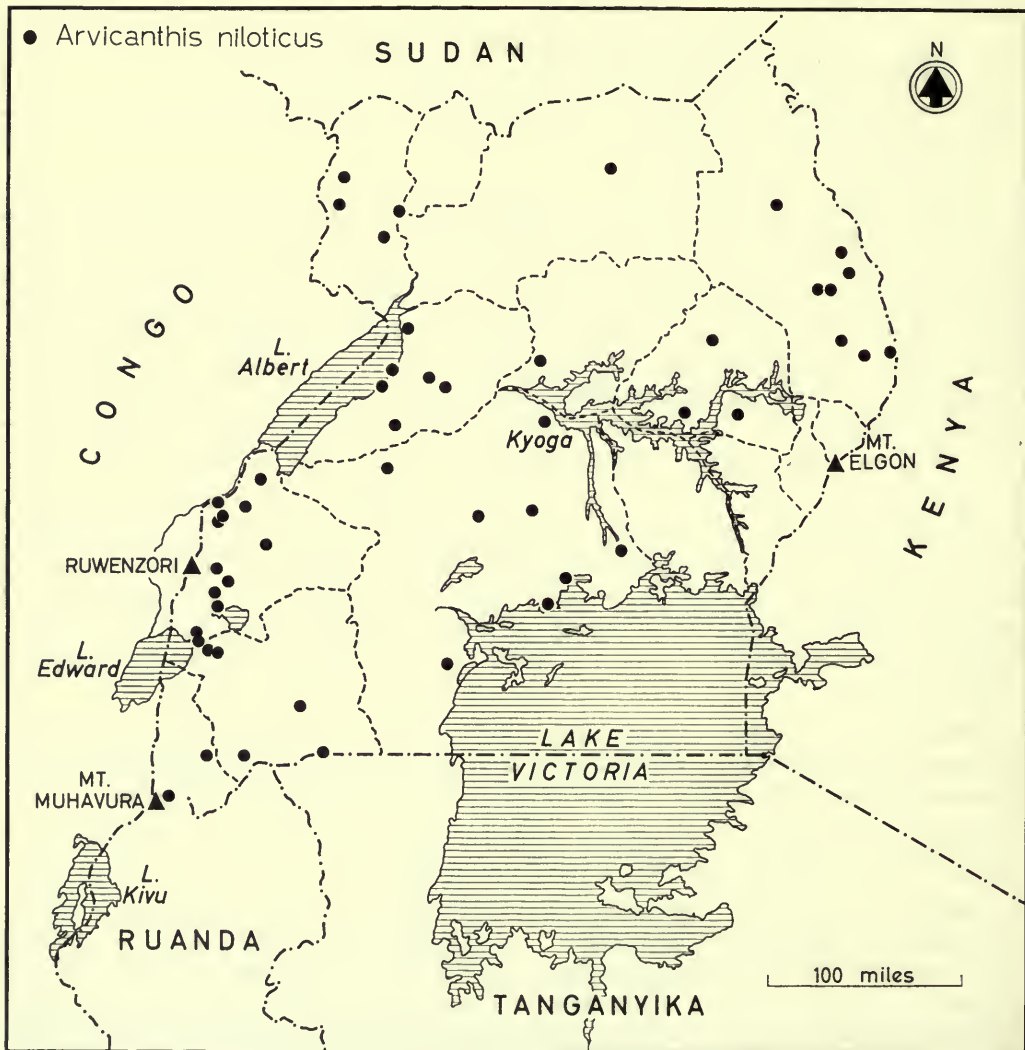 Arvicanthis niloticus
SUDAN
N
CONGO
L.
Albert
Kyoga
MT.
ELGON
KENYA
RUWENZORI
L.
Edward
LAKE
VICTORIA
MT.
MUHAVURA
L.
Kivu
RUANDA
100 miles
TANGANYIKA